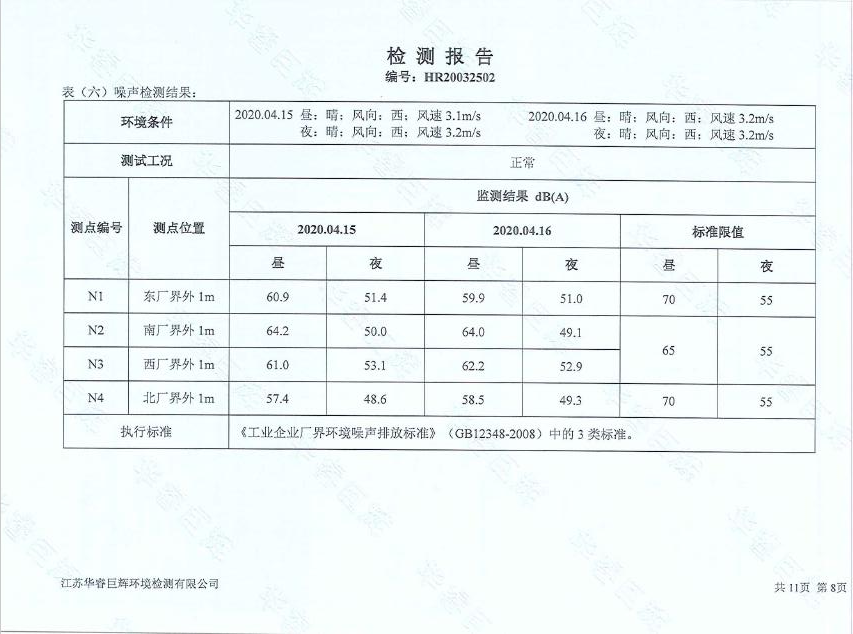 检 测 报 告
编号：HR20032502
表（六）噪声检测结果：
环境条件 2020.04.15 昼：晴；风向：西；风速 3.1m/s 2020.04.16 昼：晴；风向：西；风速 3.2m/s
夜：晴；风向：西；风速 3.2m/s 夜：晴；风向：西；风速 3.2m/s
测试工况 正常
测点编号 测点位置 监测结果 dB(A)
2020.04.15 2020.04.16 标准限值
昼 夜 昼 夜 昼 夜
N1 东厂界外 1m 60.9 51.4 59.9 51.0 70 55
N2 南厂界外 1m 64.2 50.0 64.0 49.1 65 55
N3 西厂界外 1m 61.0 53.1 62.2 52.9
N4 北厂界外 1m 57.4 48.6 58.5 49.3 70 55
执行标准 《工业企业厂界环境噪声排放标准》（GB12348-2008）中的 3 类标准。
江苏华睿巨辉环境检测有限公司
共 11页 第 8页